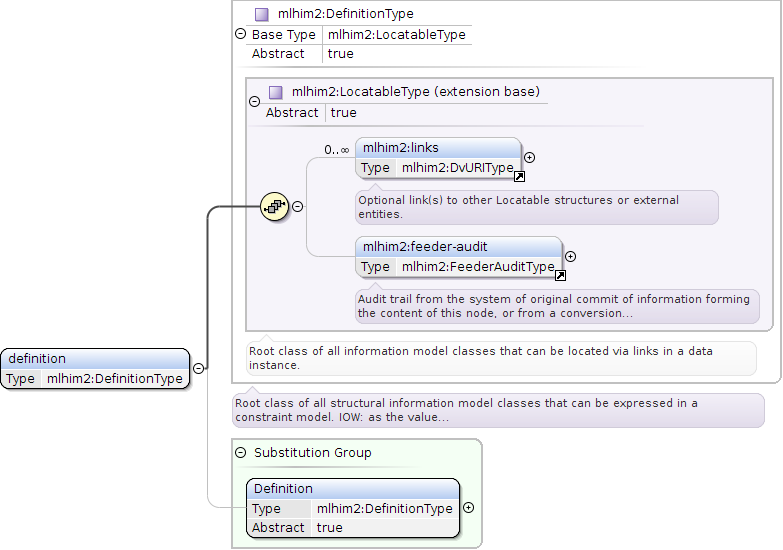 mlhim2:DefinitionType
Base Type mlhim2:LocatableType
Abstract true
mlhim2:LocatableType (extension base)
Abstract true
0..∞
mlhim2:links
Type mlhim2:DvURIType
Optional link(s) to other Locatable structures or external
entities.
mlhim2:feeder-audit
Type mlhim2:FeederAuditType
Audit trail from the system of original commit of information forming
the content of this node, or from a conversion...
Root class of all information model classes that can be located via links in a data
instance.
definition
Type mlhim2:DefinitionType
Root class of all structural information model classes that can be expressed in a
constraint model. IOW: as the value...
Substitution Group
Definition
Type mlhim2:DefinitionType
Abstract true